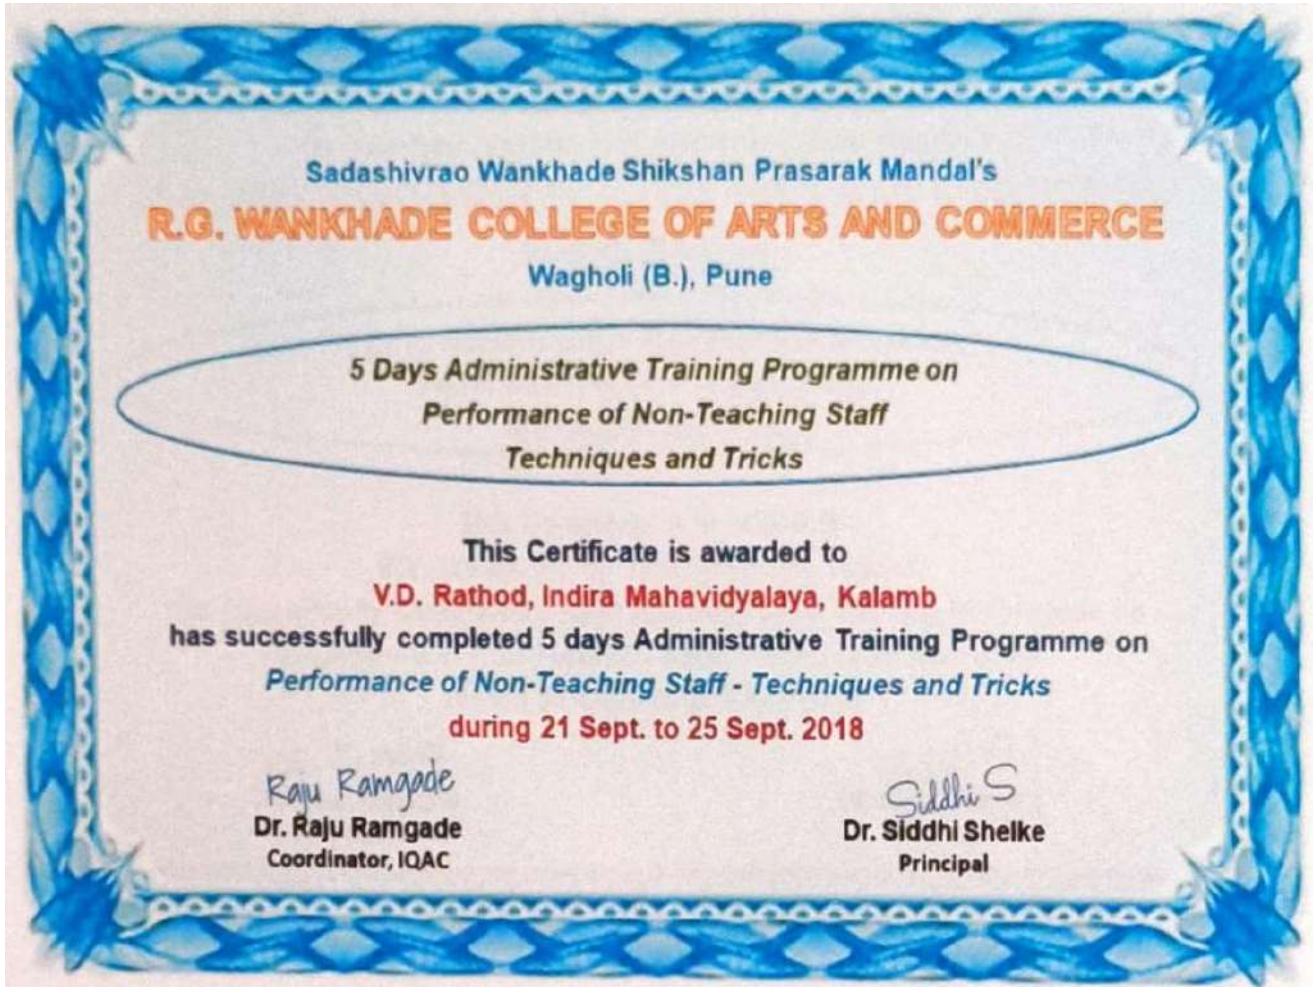 Sadashivrao Wankhade Shikshan Prasarak Mandal's
R.G. WANKHADE COLLEGE OF ARTS AND COMMERCE
Wagholi (B.), Pune
5 Days Administrative Training Programme on
Performance of Non-Teaching Staff
Techniques and Tricks
This Certificate is awarded to
V.D. Rathod, Indira Mahavidyalaya, Kalamb
has successfully completed 5 days Administrative Training Programme on
Performance of Non-Teaching Staff - Techniques and Tricks
during 21 Sept. to 25 Sept. 2018
Raju Ramgade
Dr. Raju Ramgade
Coordinator, IQAC
Siddhi S
Dr. Siddhi Shelke
Principal